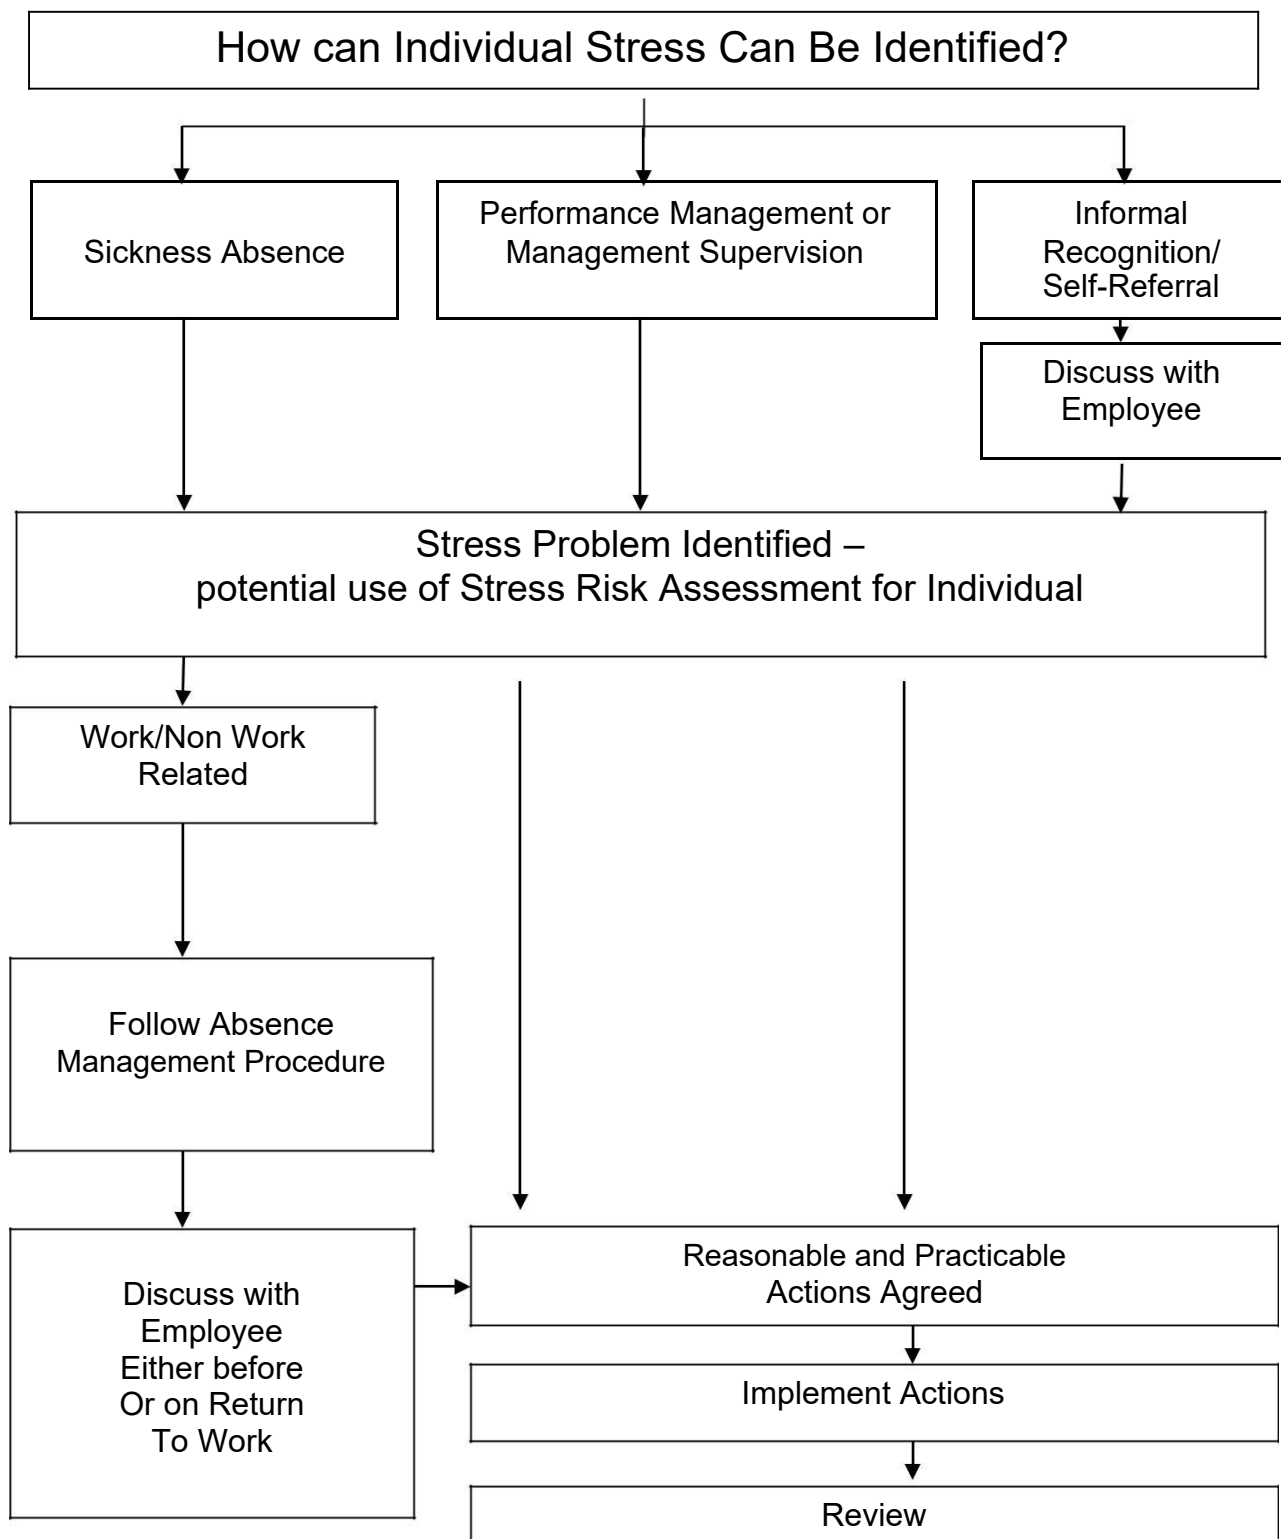 How can Individual Stress Can Be Identified?
Sickness Absence
Performance Management or
Management Supervision
Informal
Recognition/
Self-Referral
Discuss with
Employee
Stress Problem Identified –
potential use of Stress Risk Assessment for Individual
Work/Non Work
Related
Follow Absence
Management Procedure
Discuss with
Employee
Either before
Or on Return
To Work
Reasonable and Practicable
Actions Agreed
Implement Actions
Review